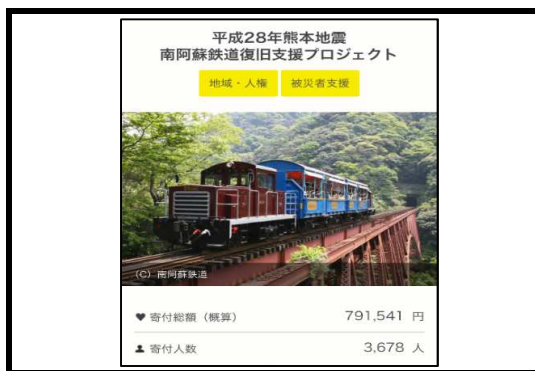 平成28年熊本地震
南阿蘇鉄道復旧支援プロジェクト
地域・人権 被災者支援
(C) 南阿蘇鉄道
寄付総額（概算） 791,541 円
寄付人数 3,678 人